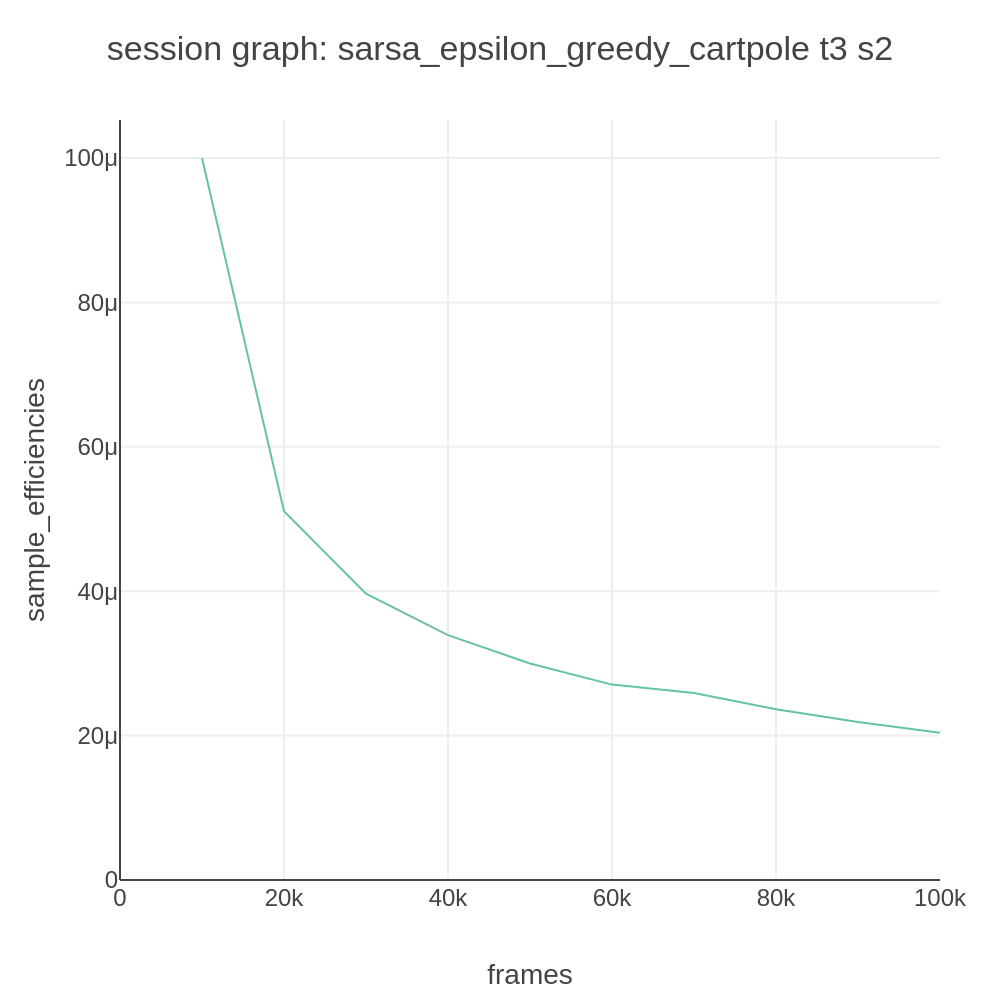 session graph: sarsa_epsilon_greedy_cartpole t3 s2
sample_efficiencies
100μ
80μ
60μ
40μ
20μ
0
0
20k
40k
60k
80k
100k
frames